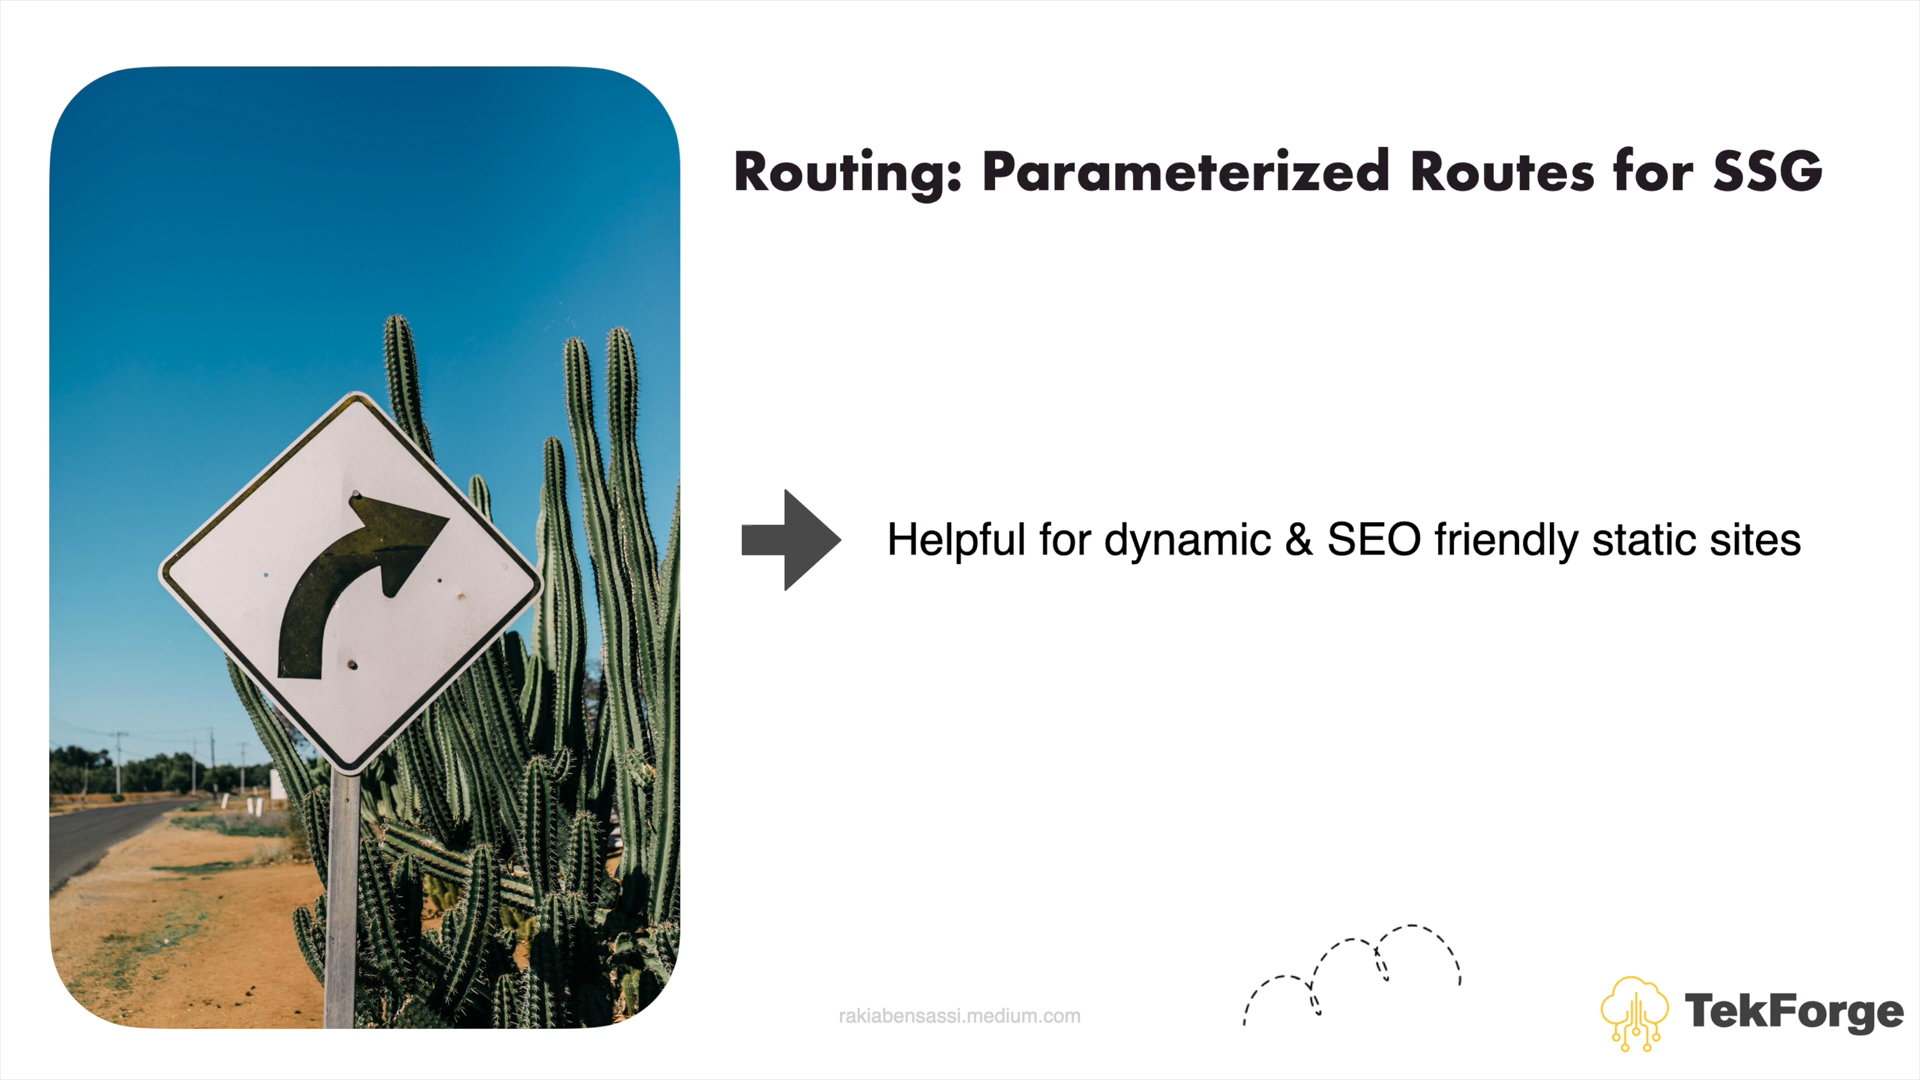 Routing: Parameterized Routes for SSG
Helpful for dynamic & SEO friendly static sites
rakiabensassi.medium.com
TekForge